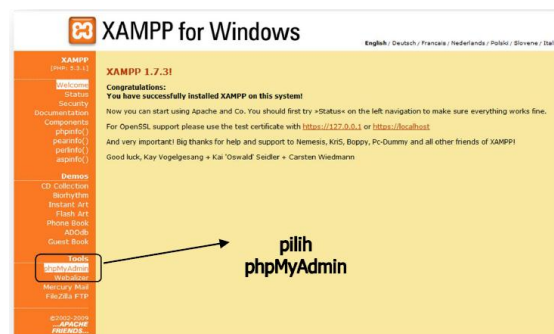 XAMPP for Windows
English / Deutsch / Francais / Nederlands / Polski / Slovene / Ital
XAMPP
[PHP: 5.3.1]
Welcome
Status
Security
Documentation
Components
phpinfo()
pearinfo()
perlinfo()
aspinfo()
Demos
CD Collection
Biorhythm
Instant Art
Flash Art
Phone Book
ADOdb
Guest Book
Tools
phpMyAdmin
Webalizer
Mercury Mail
FileZilla FTP
©2002-2009
...APACHE
FRIENDS...
XAMPP 1.7.3!
Congratulations:
You have successfully installed XAMPP on this system!
Now you can start using Apache and Co. You should first try »Status« on the left navigation to make sure everything works fine.
For OpenSSL support please use the test certificate with https://127.0.0.1 or https://localhost
And very important! Big thanks for help and support to Nemesis, KriS, Boppy, Pc-Dummy and all other friends of XAMPP!
Good luck, Kay Vogelgesang + Kai 'Oswald' Seidler + Carsten Wiedmann
pilih
phpMyAdmin